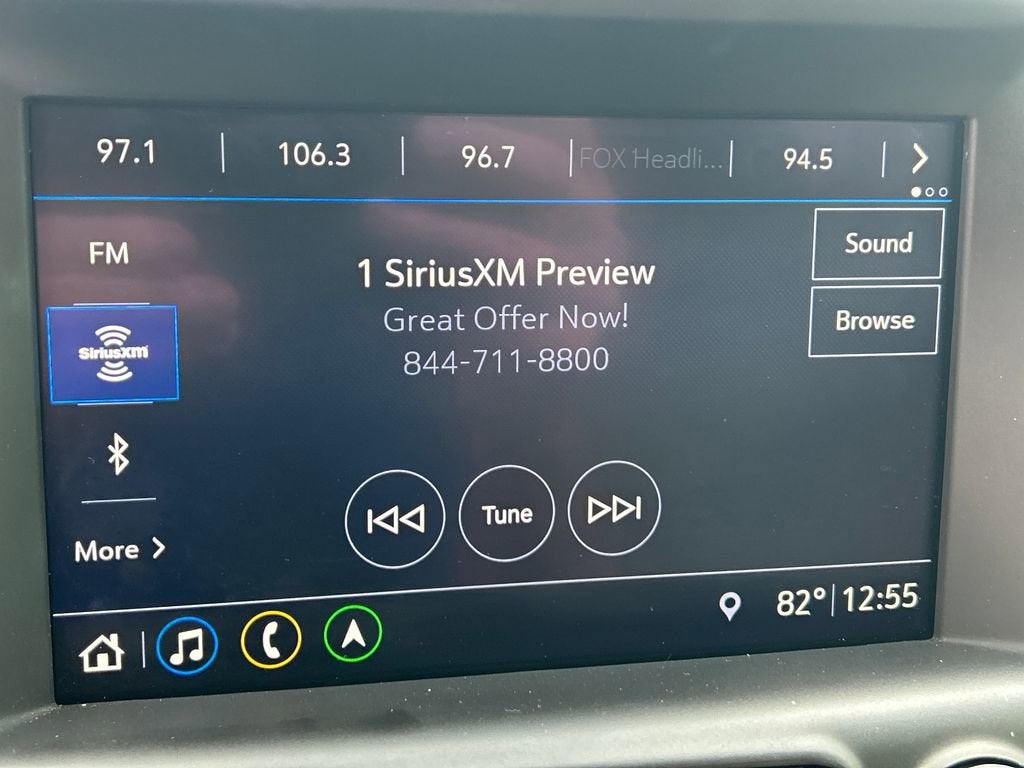 97.1 106.3 96.7 FOX Headli... 94.5
FM
SiriusXM
More
1 SiriusXM Preview
Great Offer Now!
844-711-8800
Tune
Sound
Browse
82° 12:55